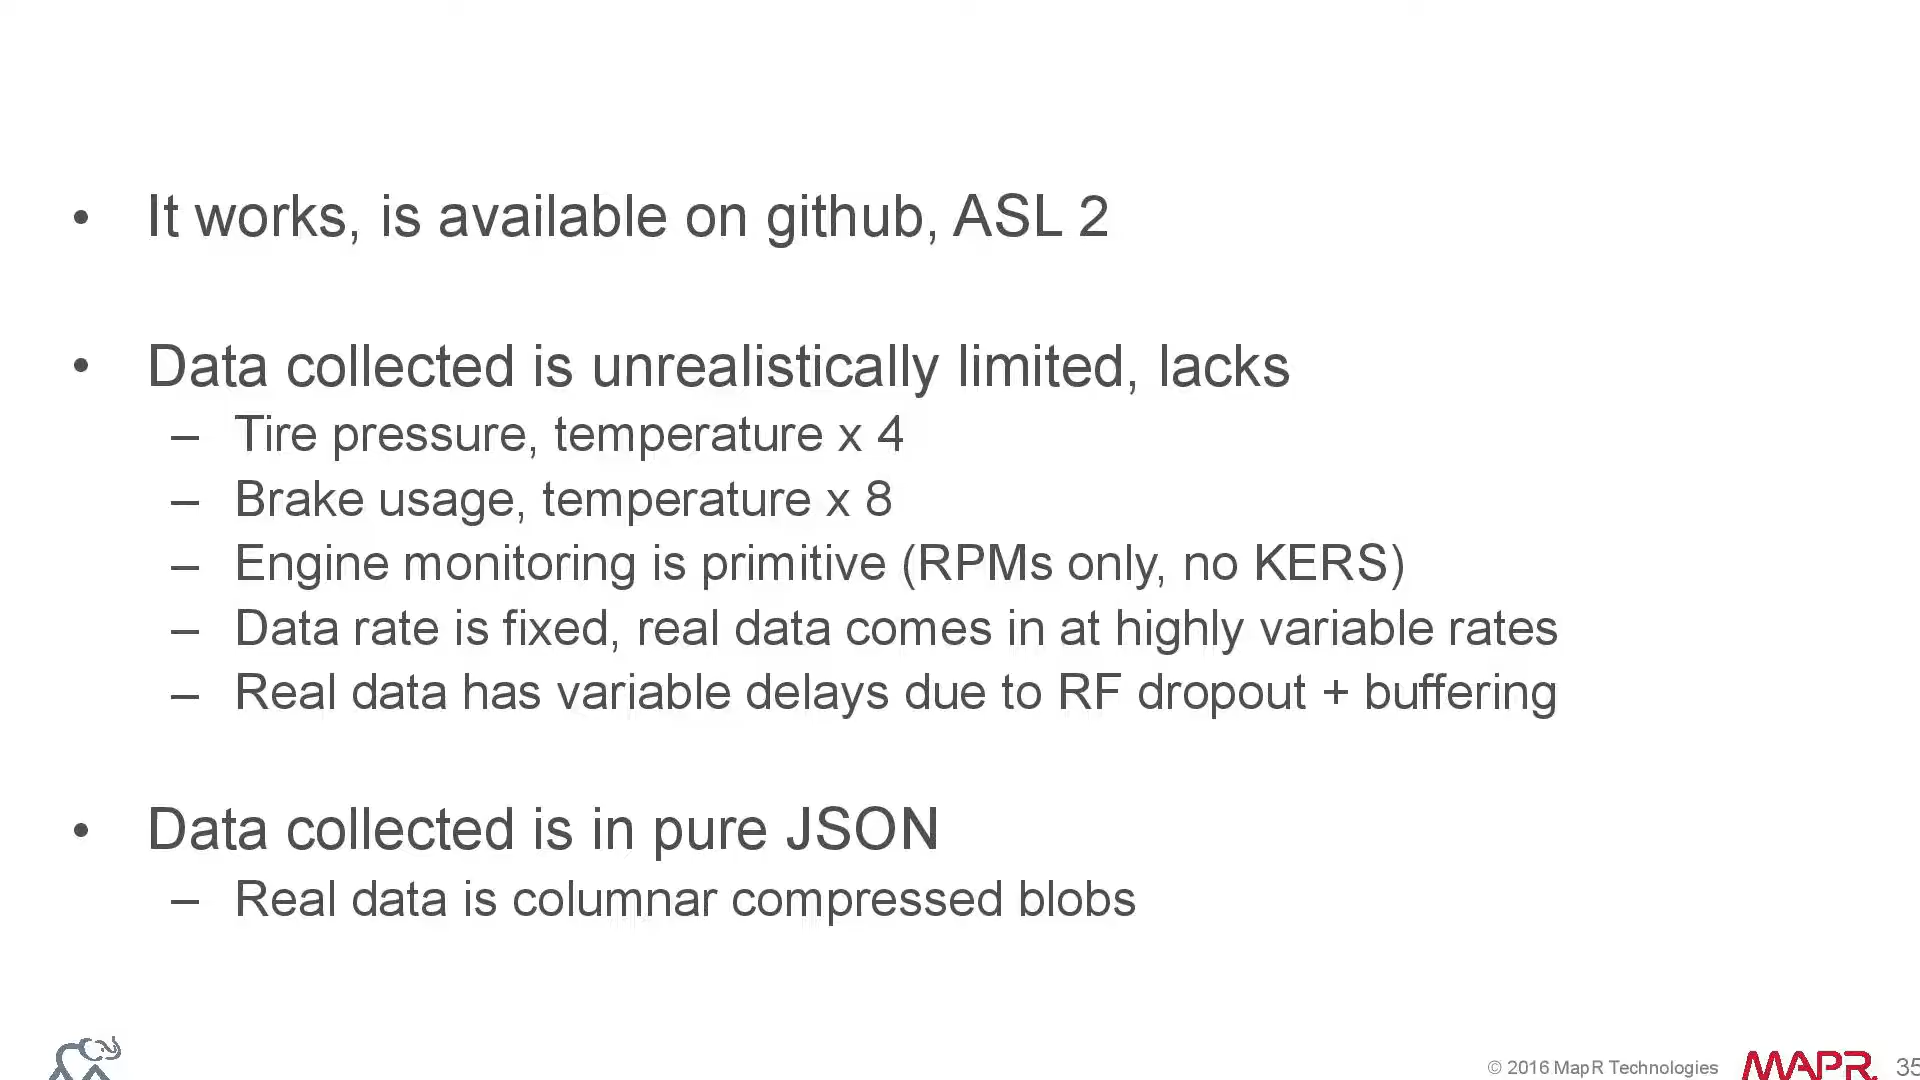 • It works, is available on github, ASL 2
• Data collected is unrealistically limited, lacks
– Tire pressure, temperature x 4
– Brake usage, temperature x 8
– Engine monitoring is primitive (RPMs only, no KERS)
– Data rate is fixed, real data comes in at highly variable rates
– Real data has variable delays due to RF dropout + buffering
• Data collected is in pure JSON
– Real data is columnar compressed blobs
© 2016 MapR Technologies MAPR. 35